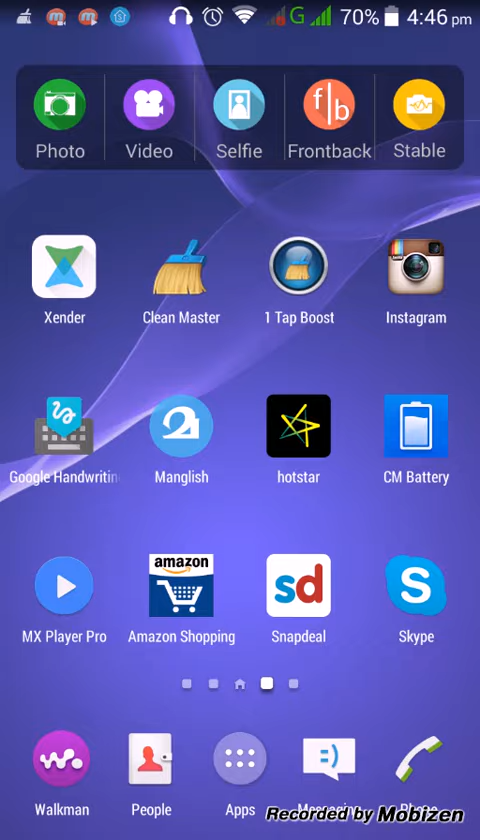 G 70% 4:46 pm
f b
Photo Video Selfie Frontback Stable
Xender Clean Master 1 Tap Boost Instagram
Google Handwritin
Manglish hotstar CM Battery
amazon
sd
S
MX Player Pro Amazon Shopping Snapdeal Skype
:)
Walkman People Apps
Recorded by Mobizen